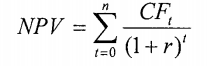 NPV = \sum_{t=0}^{n} \frac{CF_t}{(1+r)^t}